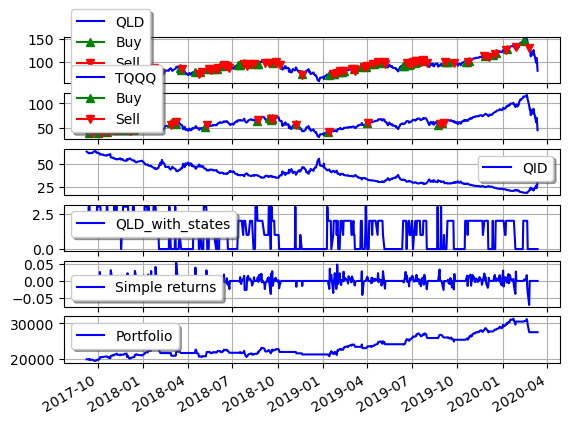 QLD
Buy
Sell
150
100
TQQQ
Buy
Sell
100
50
QID
50
25
QLD_with_states
2.5
0.0
Simple returns
0.05
0.00
−0.05
Portfolio
30000
20000
2017-10 2018-01 2018-04 2018-07 2018-10 2019-01 2019-04 2019-07 2019-10 2020-01 2020-04